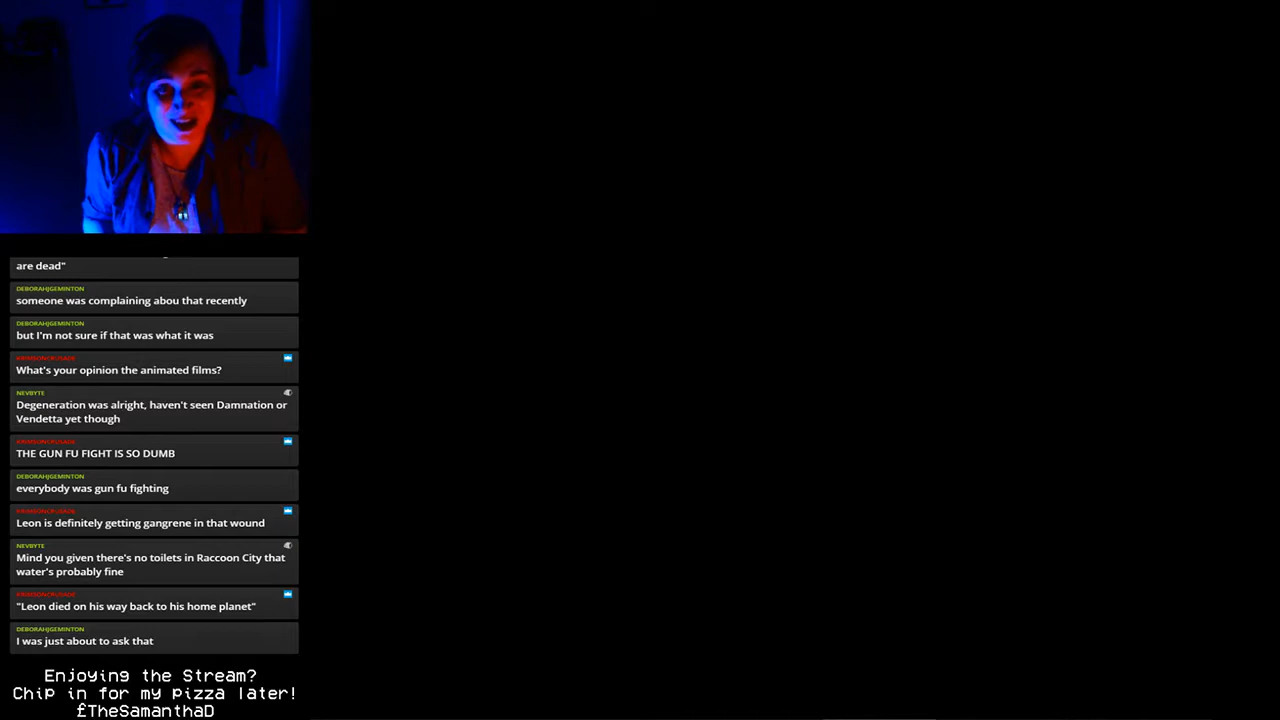 are dead"
DEBORAHJGEMINTON
someone was complaining abou that recently
DEBORAHJGEMINTON
but I'm not sure if that was what it was
KRIMSONCRUSADE
What's your opinion the animated films?
NEVBYTE
Degeneration was alright, haven't seen Damnation or
Vendetta yet though
KRIMSONCRUSADE
THE GUN FU FIGHT IS SO DUMB
DEBORAHJGEMINTON
everybody was gun fu fighting
KRIMSONCRUSADE
Leon is definitely getting gangrene in that wound
NEVBYTE
Mind you given there's no toilets in Raccoon City that
water's probably fine
KRIMSONCRUSADE
"Leon died on his way back to his home planet"
DEBORAHJGEMINTON
I was just about to ask that
Enjoying the Stream?
Chip in for my pizza later!
£TheSamanthaD